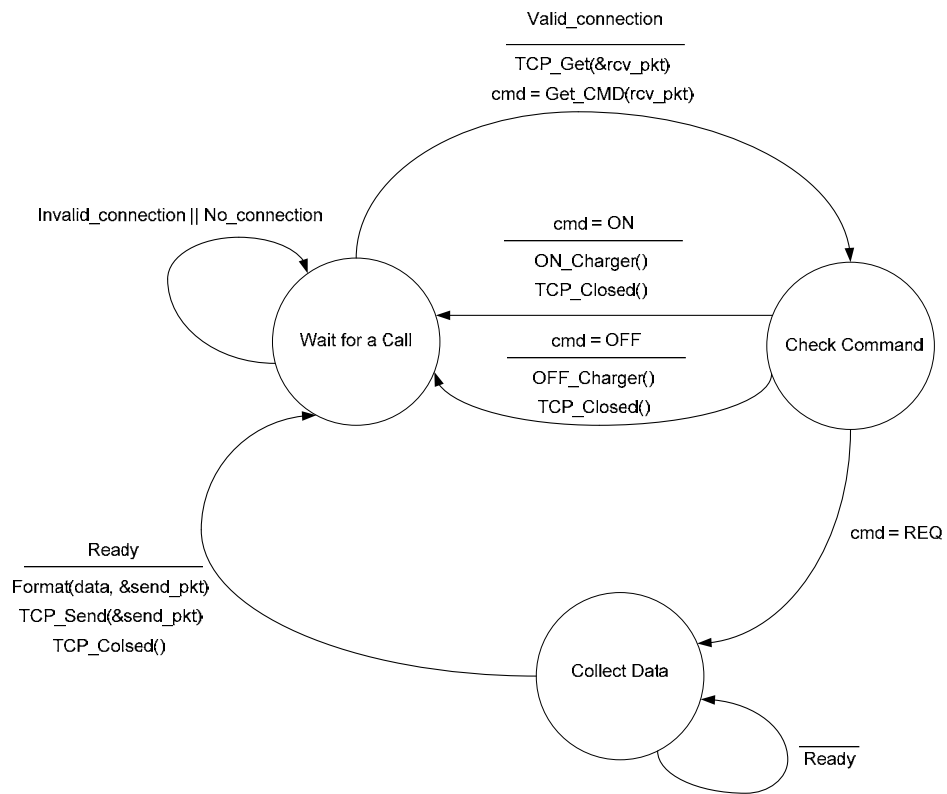 Valid_connection
TCP_Get(&rcv_pkt)
cmd = Get_CMD(rcv_pkt)
Invalid_connection || No_connection
cmd = ON
ON_Charger()
TCP_Closed()
Wait for a Call
Check Command
cmd = OFF
OFF_Charger()
TCP_Closed()
cmd = REQ
Ready
Format(data, &send_pkt)
TCP_Send(&send_pkt)
TCP_Colsed()
Collect Data
Ready